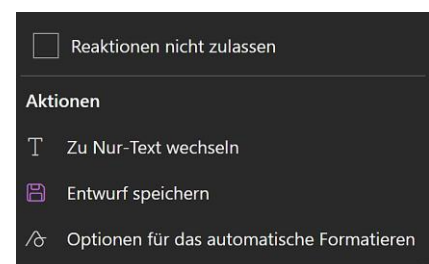 Reaktionen nicht zulassen
Aktionen
Zu Nur-Text wechseln
Entwurf speichern
Optionen für das automatische Formatieren